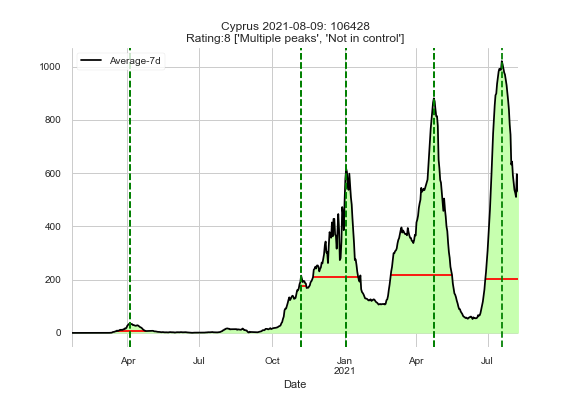 Cyprus 2021-08-09: 106428
Rating:8 ['Multiple peaks', 'Not in control']
Average-7d
1000
800
600
400
200
0
Apr Jul Oct Jan Apr Jul
2021
Date